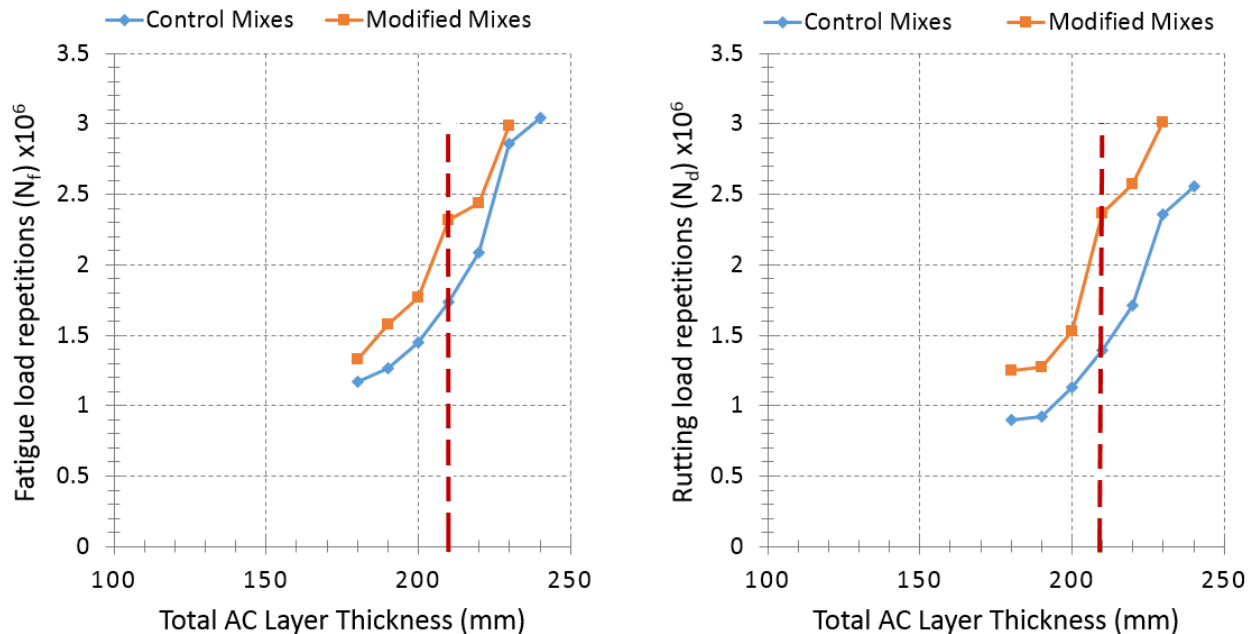 Control Mixes Modified Mixes
Fatigue load repetitions (Nf) x10⁶
3.5
3
2.5
2
1.5
1
0.5
0
100 150 200 250
Total AC Layer Thickness (mm)
Control Mixes Modified Mixes
Rutting load repetitions (Nd) x10⁶
3.5
3
2.5
2
1.5
1
0.5
0
100 150 200 250
Total AC Layer Thickness (mm)